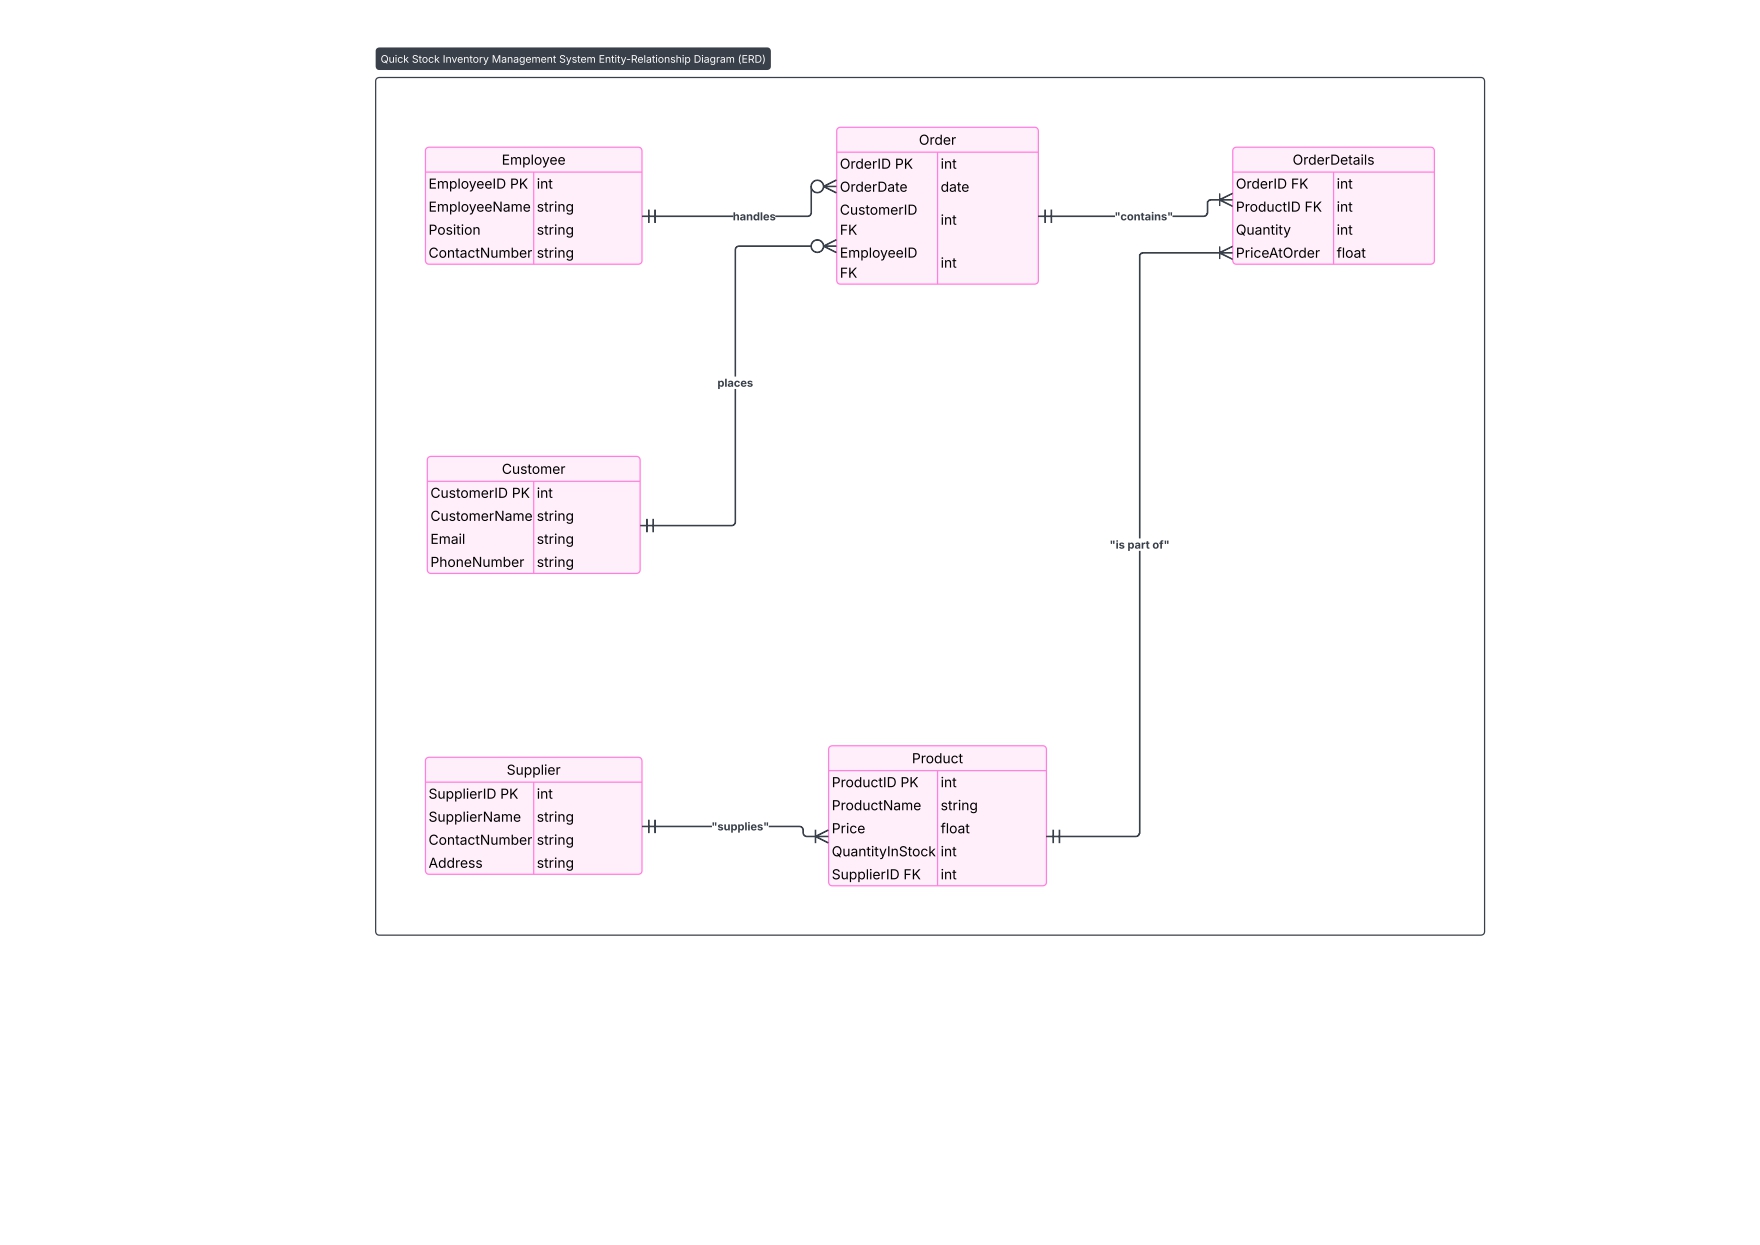 Quick Stock Inventory Management System Entity-Relationship Diagram (ERD)
Employee
EmployeeID PK int
EmployeeName string
Position string
ContactNumber string
handles
Order
OrderID PK int
OrderDate date
CustomerID
FK
int
EmployeeID
FK
int
"contains"
OrderDetails
OrderID FK int
ProductID FK int
Quantity int
PriceAtOrder float
places
Customer
CustomerID PK int
CustomerName string
Email string
PhoneNumber string
"is part of"
Supplier
SupplierID PK int
SupplierName string
ContactNumber string
Address string
"supplies"
Product
ProductID PK int
ProductName string
Price float
QuantityInStock int
SupplierID FK int